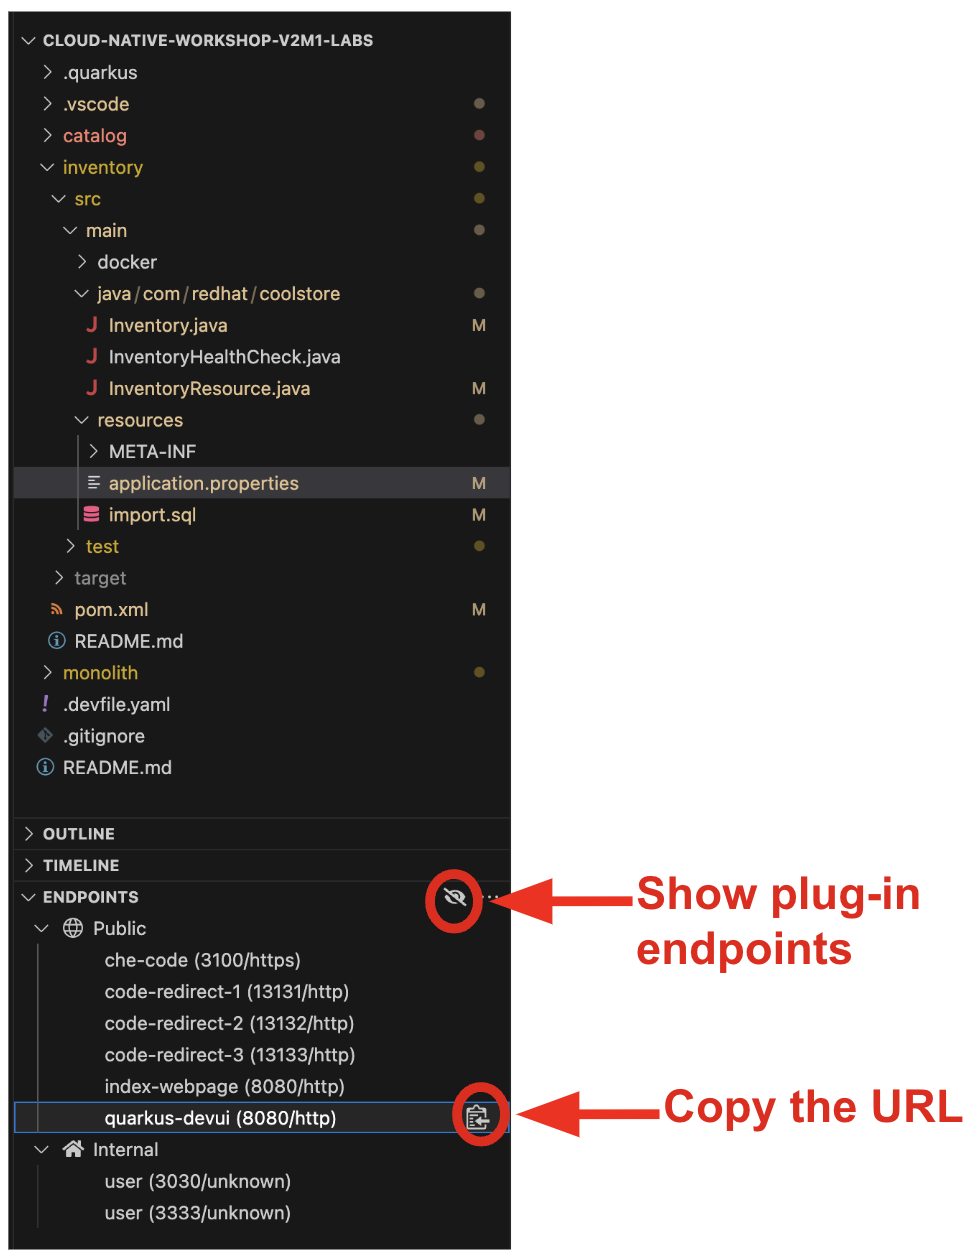 CLOUD-NATIVE-WORKSHOP-V2M1-LABS
.quarkus
.vscode
catalog
inventory
src
main
docker
java/com/redhat/coolstore
J Inventory.java M
J InventoryHealthCheck.java
J InventoryResource.java M
resources
META-INF
application.properties M
import.sql M
test
target
pom.xml M
README.md
monolith
! .devfile.yaml
.gitignore
README.md
OUTLINE
TIMELINE
ENDPOINTS
Show plug-in
endpoints
Public
che-code (3100/https)
code-redirect-1 (13131/http)
code-redirect-2 (13132/http)
code-redirect-3 (13133/http)
index-webpage (8080/http)
quarkus-devui (8080/http)
Copy the URL
Internal
user (3030/unknown)
user (3333/unknown)